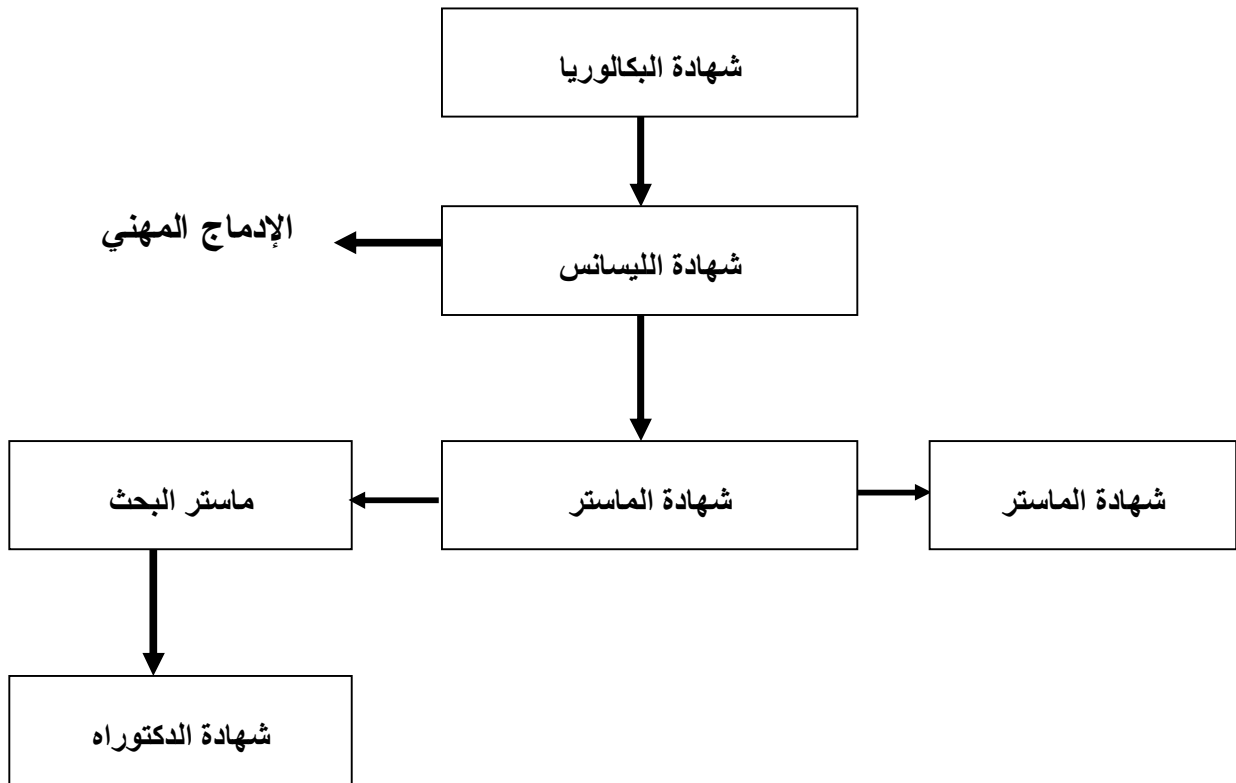 شهادة البكالوريا
الإدماج المهني
شهادة الليسانس
شهادة الماستر
شهادة الماستر
ماستر البحث
شهادة الدكتوراه